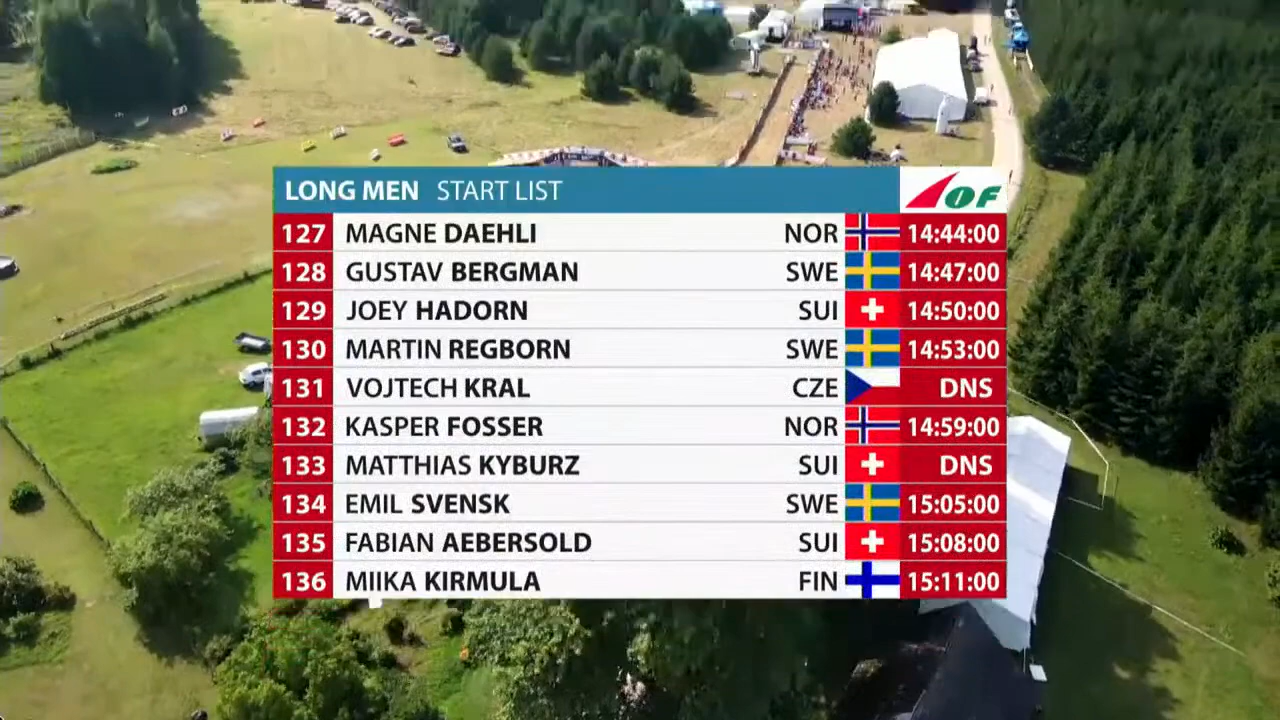 LONG MEN START LIST IOF
127 MAGNE DAEHLI NOR 14:44:00
128 GUSTAV BERGMAN SWE 14:47:00
129 JOEY HADORN SUI 14:50:00
130 MARTIN REGBORN SWE 14:53:00
131 VOJTECH KRAL CZE DNS
132 KASPER FOSSER NOR 14:59:00
133 MATTHIAS KYBURZ SUI DNS
134 EMIL SVENSK SWE 15:05:00
135 FABIAN AEBERSOLD SUI 15:08:00
136 MIIKA KIRMULA FIN 15:11:00